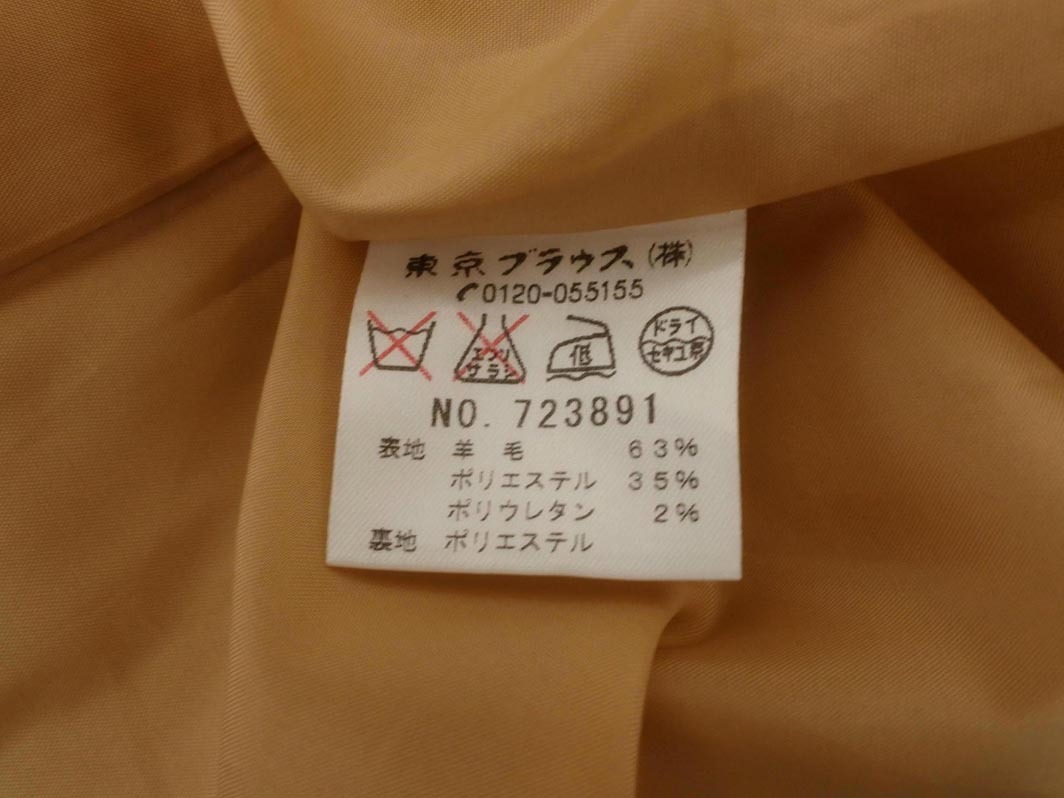 東京ブラウス(株)
0120-055155
エンソ サラシ 低 ドライ セキユ系
NO. 723891
表地 羊毛 63%
ポリエステル 35%
ポリウレタン 2%
裏地 ポリエステル